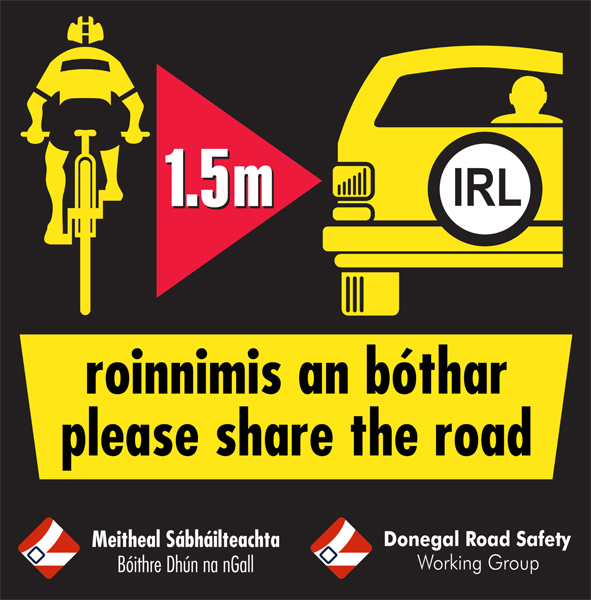 1.5m
IRL
roinnimis an bóthar
please share the road
Meitheal Sábháilteachta
Bóithre Dhún na nGall
Donegal Road Safety
Working Group